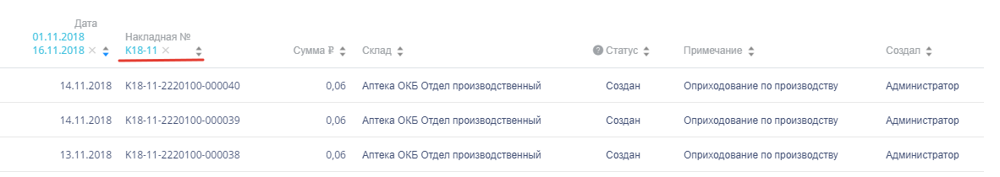 Дата
01.11.2018 Накладная №
16.11.2018 × K18-11 × Сумма ₽ Склад ? Статус Примечание Создал
14.11.2018 K18-11-2220100-000040 0,06 Аптека ОКБ Отдел производственный Создан Оприходование по производству Администратор
14.11.2018 K18-11-2220100-000039 0,06 Аптека ОКБ Отдел производственный Создан Оприходование по производству Администратор
13.11.2018 K18-11-2220100-000038 0,06 Аптека ОКБ Отдел производственный Создан Оприходование по производству Администратор